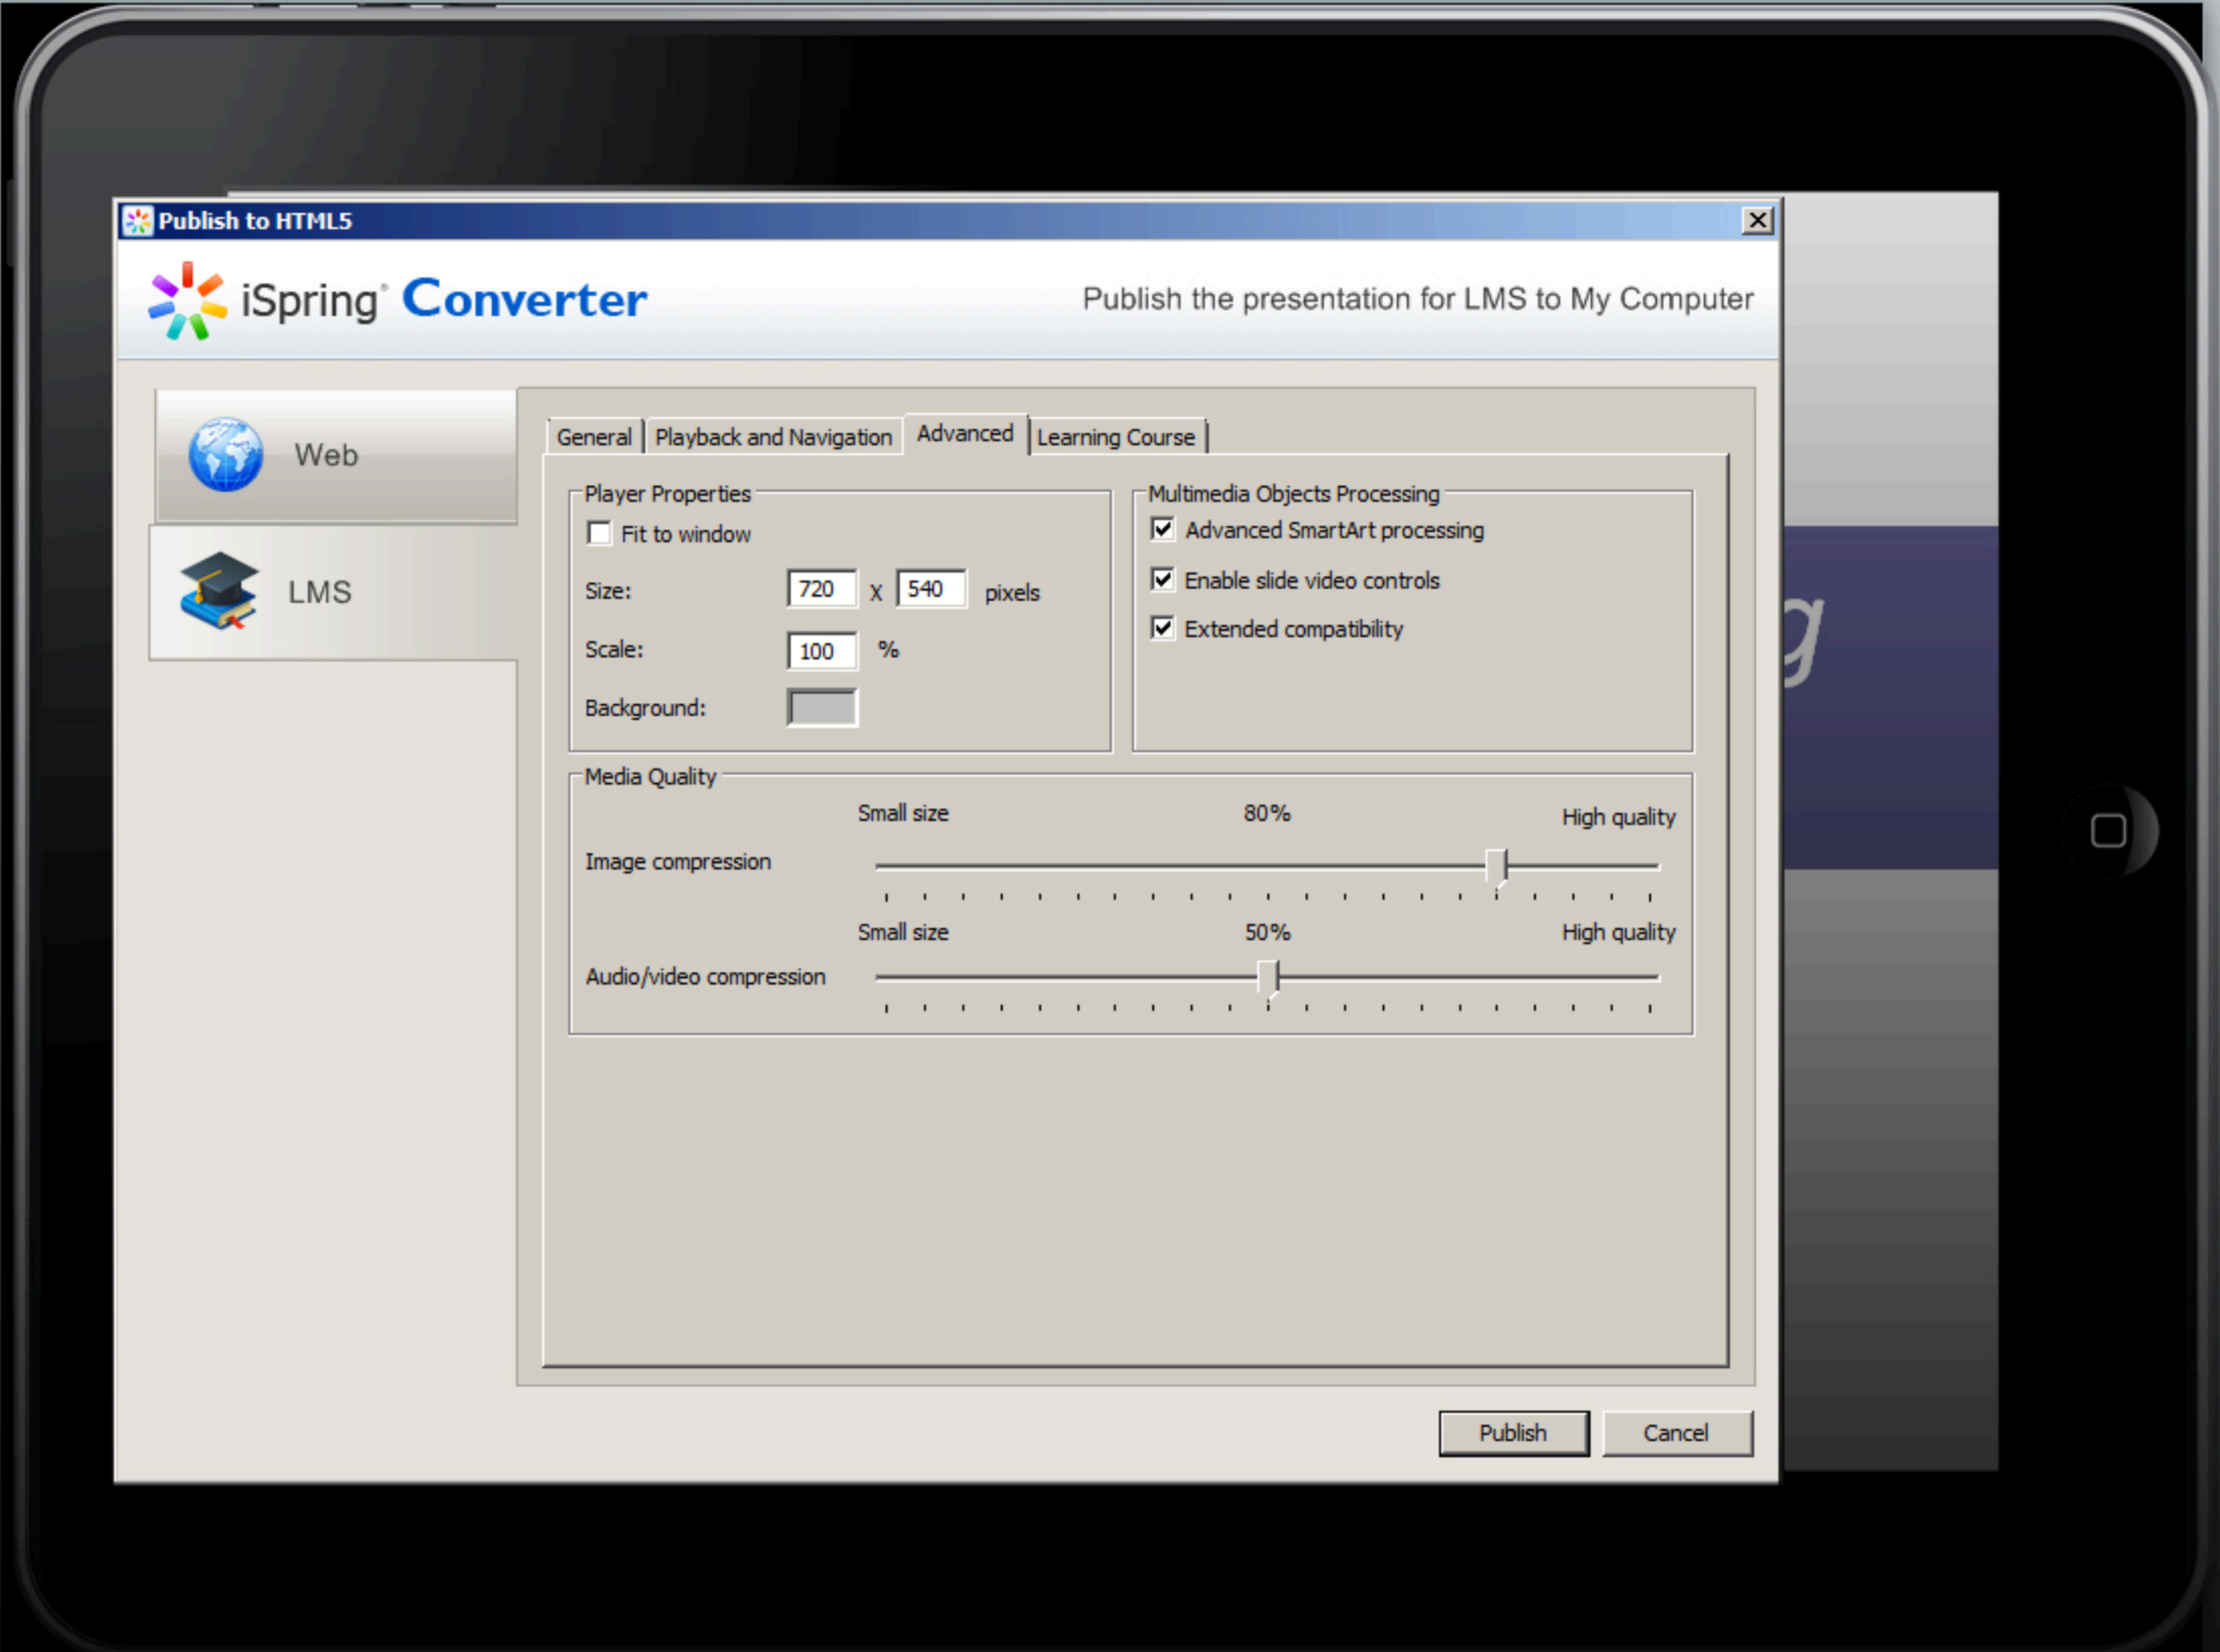 Publish to HTML5
iSpring® Converter
Publish the presentation for LMS to My Computer
Web
LMS
General
Playback and Navigation
Advanced
Learning Course
Player Properties
Fit to window
Size:
720 X 540 pixels
Scale:
100 %
Background:
Multimedia Objects Processing
Advanced SmartArt processing
Enable slide video controls
Extended compatibility
Media Quality
Small size 80% High quality
Image compression
Small size 50% High quality
Audio/video compression
Publish
Cancel
g